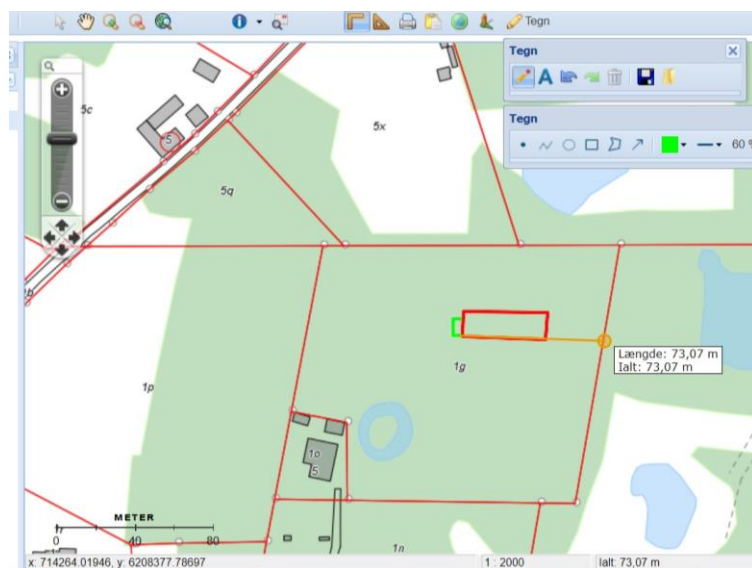 Tegn
Tegn
A
Tegn
60 %
5c
5
5x
5q
b
1g
Længde: 73,07 m
Ialt: 73,07 m
1p
1o
5
METER
0 40 80
1n
x: 714264.01946, y: 6208377.78697 1 : 2000 Ialt: 73,07 m